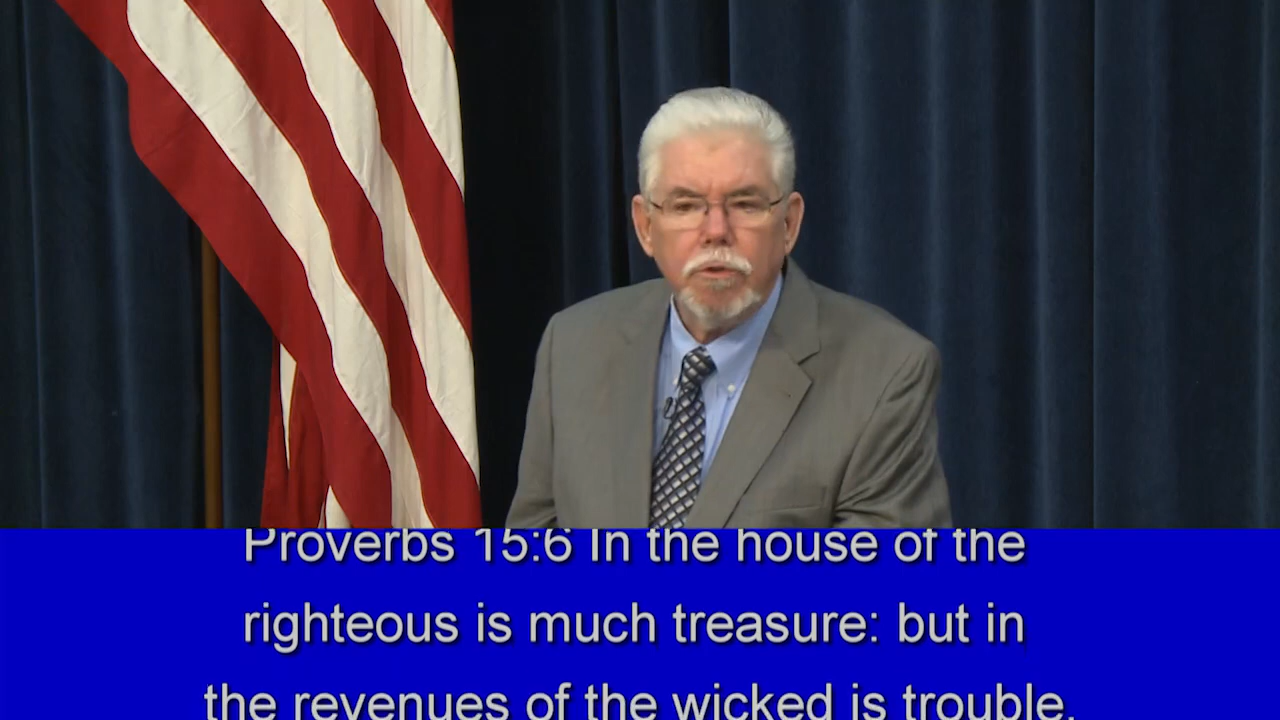 Proverbs 15:6 In the house of the
righteous is much treasure: but in
the revenues of the wicked is trouble.